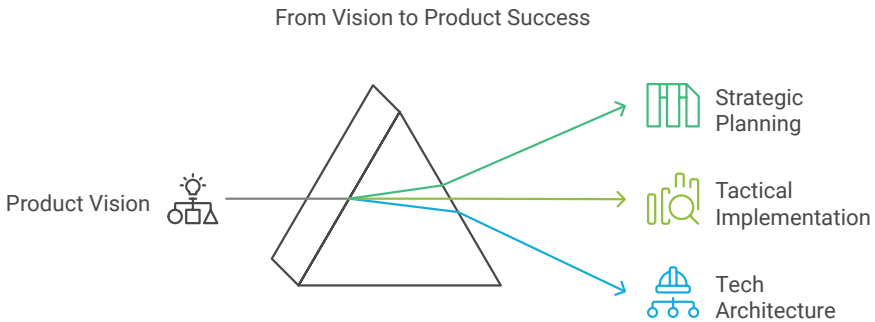 From Vision to Product Success
Strategic
Planning
Product Vision
Tactical
Implementation
Tech
Architecture